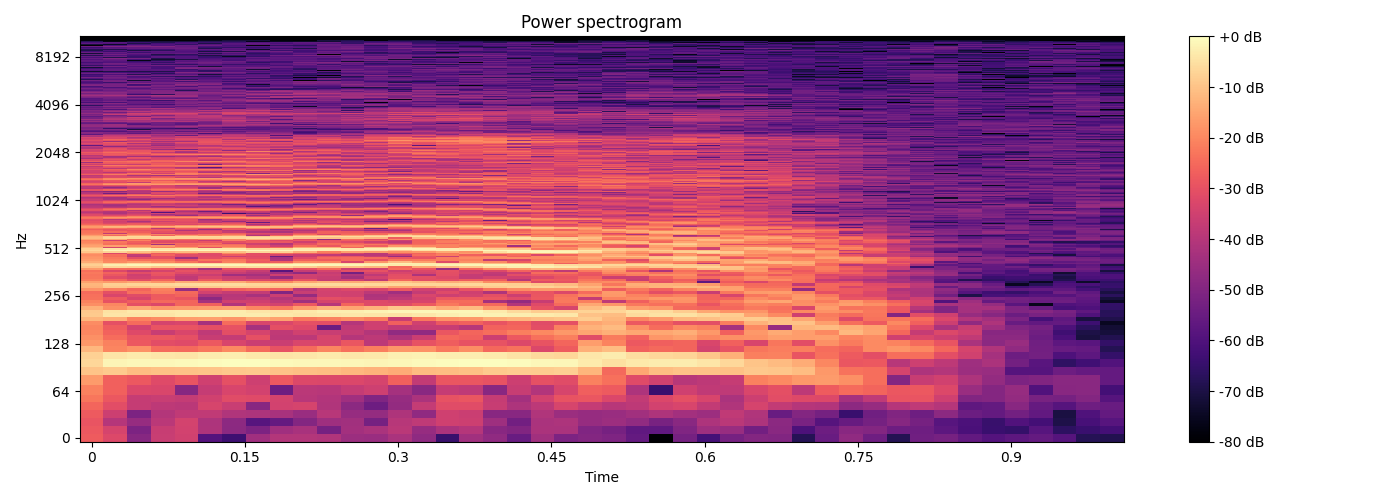 Power spectrogram
Hz
8192
4096
2048
1024
512
256
128
64
0
0 0.15 0.3 0.45 0.6 0.75 0.9
Time
+0 dB
-10 dB
-20 dB
-30 dB
-40 dB
-50 dB
-60 dB
-70 dB
-80 dB